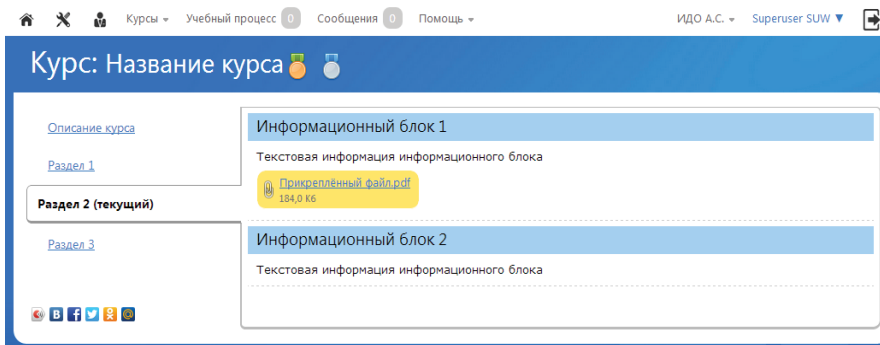 Курсы Учебный процесс 0 Сообщения 0 Помощь ИДО А.С. Superuser SUW
Курс: Название курса
Описание курса
Раздел 1
Раздел 2 (текущий)
Раздел 3
Информационный блок 1
Текстовая информация информационного блока
Прикреплённый файл.pdf
184,0 Кб
Информационный блок 2
Текстовая информация информационного блока